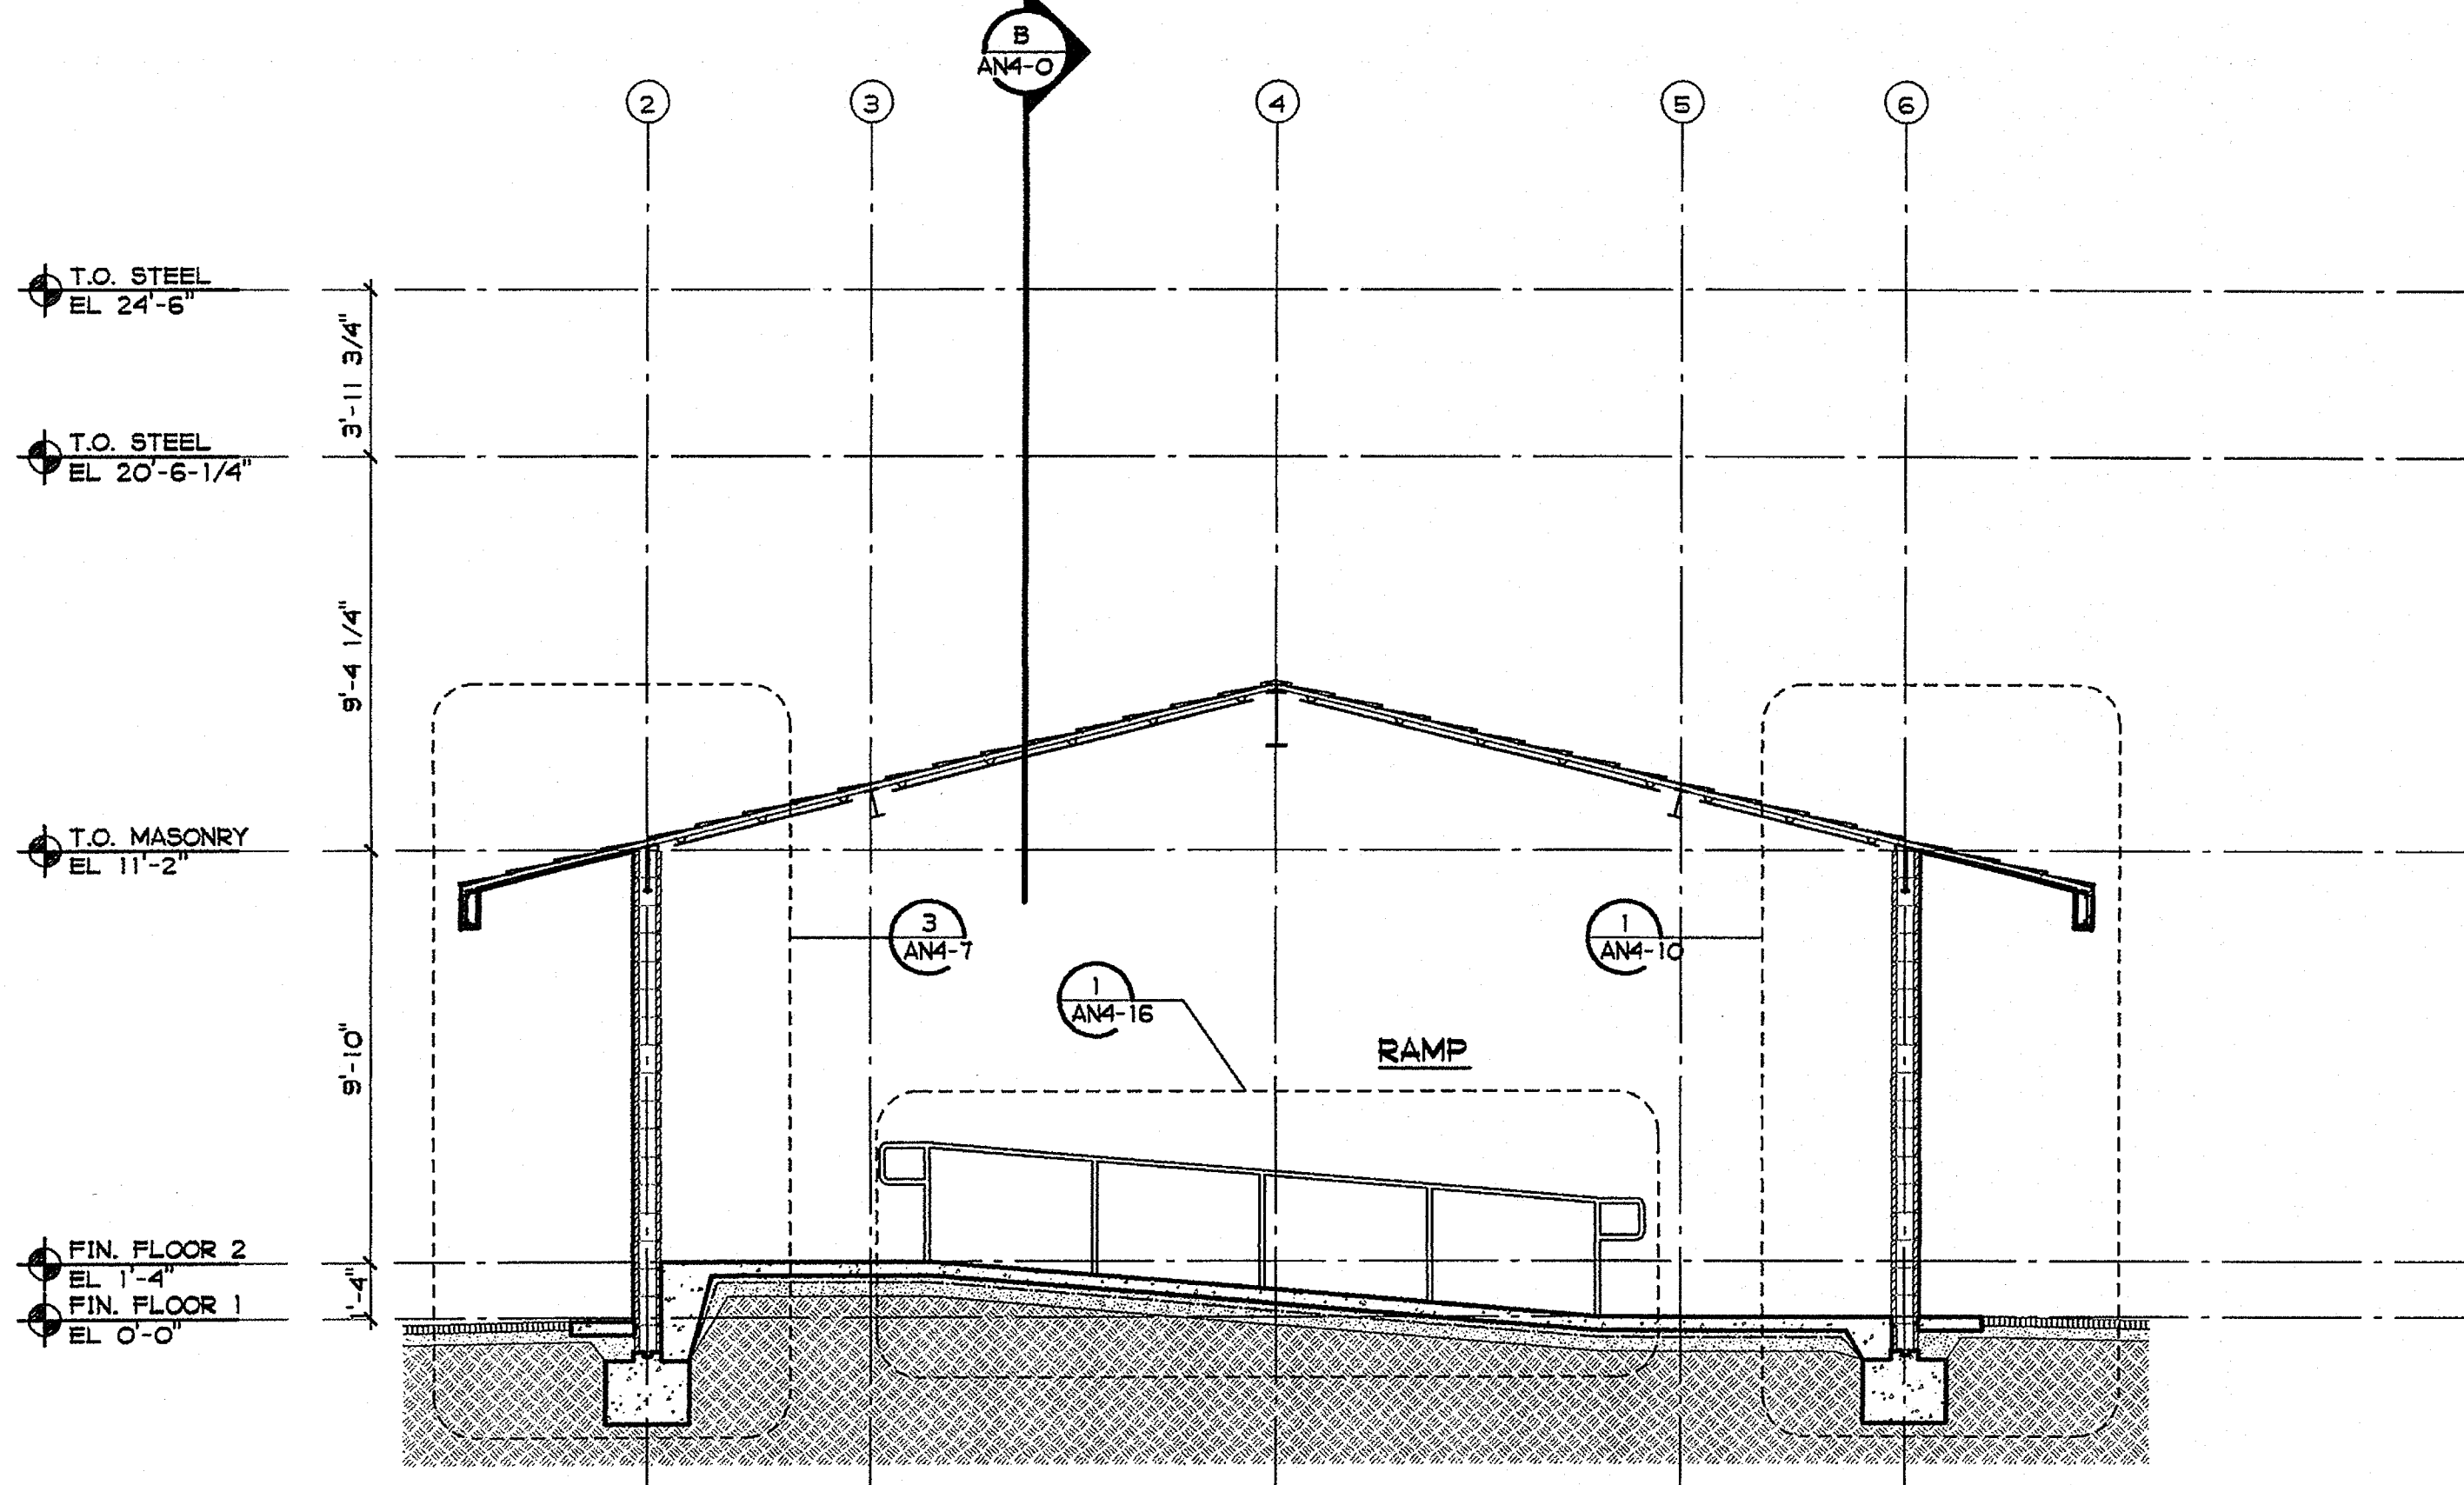 B
AN4-0
2
3
4
5
6
T.O. STEEL
EL 24'-6"
3'-11 3/4"
T.O. STEEL
EL 20'-6-1/4"
9'-4 1/4"
T.O. MASONRY
EL 11'-2"
3
AN4-7
1
AN4-10
1
AN4-16
RAMP
9'-10"
FIN. FLOOR 2
EL 1'-4"
1'-4"
FIN. FLOOR 1
EL 0'-0"